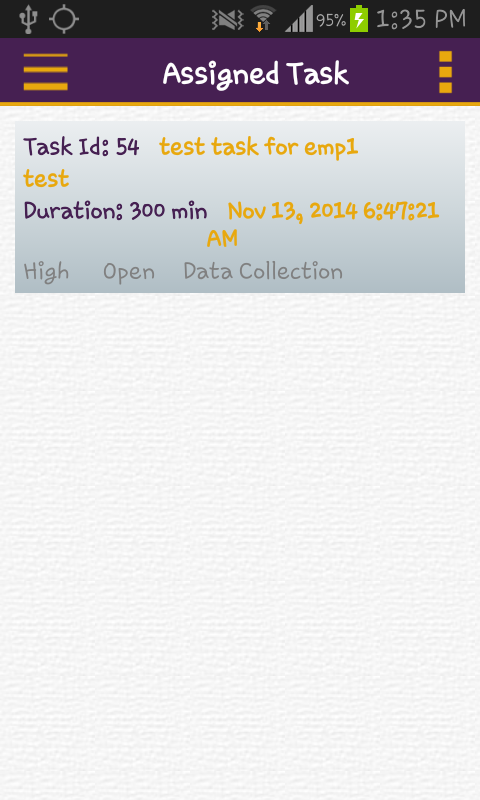 95% 1:35 PM
Assigned Task
Task Id: 54 test task for emp1
test
Duration: 300 min Nov 13, 2014 6:47:21
AM
High Open Data Collection